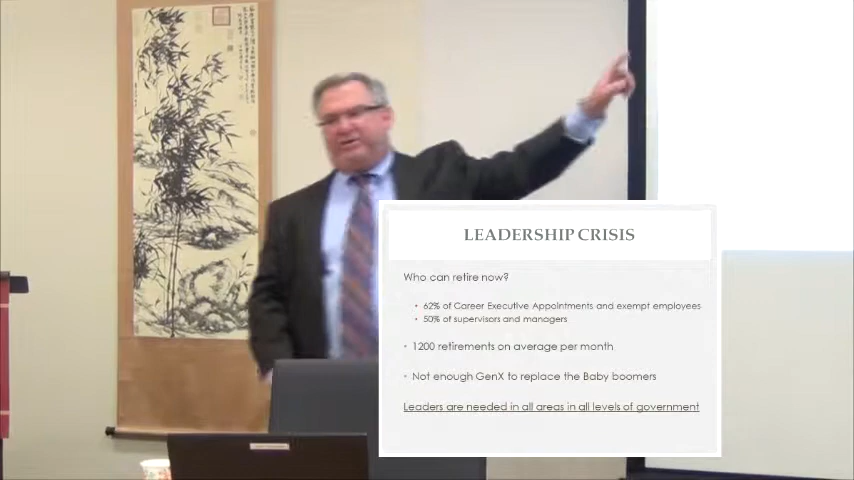 LEADERSHIP CRISIS
Who can retire now?
• 62% of Career Executive Appointments and exempt employees
• 50% of supervisors and managers
• 1200 retirements on average per month
• Not enough GenX to replace the Baby boomers
Leaders are needed in all areas in all levels of government